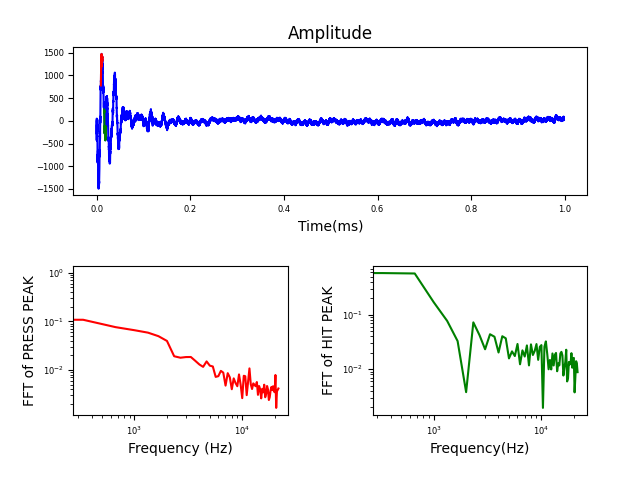 Amplitude
1500
1000
500
0
−500
−1000
−1500
0.0 0.2 0.4 0.6 0.8 1.0
Time(ms)
FFT of PRESS PEAK
10⁰
10⁻¹
10⁻²
10³ 10⁴
Frequency (Hz)
FFT of HIT PEAK
10⁻¹
10⁻²
10³ 10⁴
Frequency(Hz)